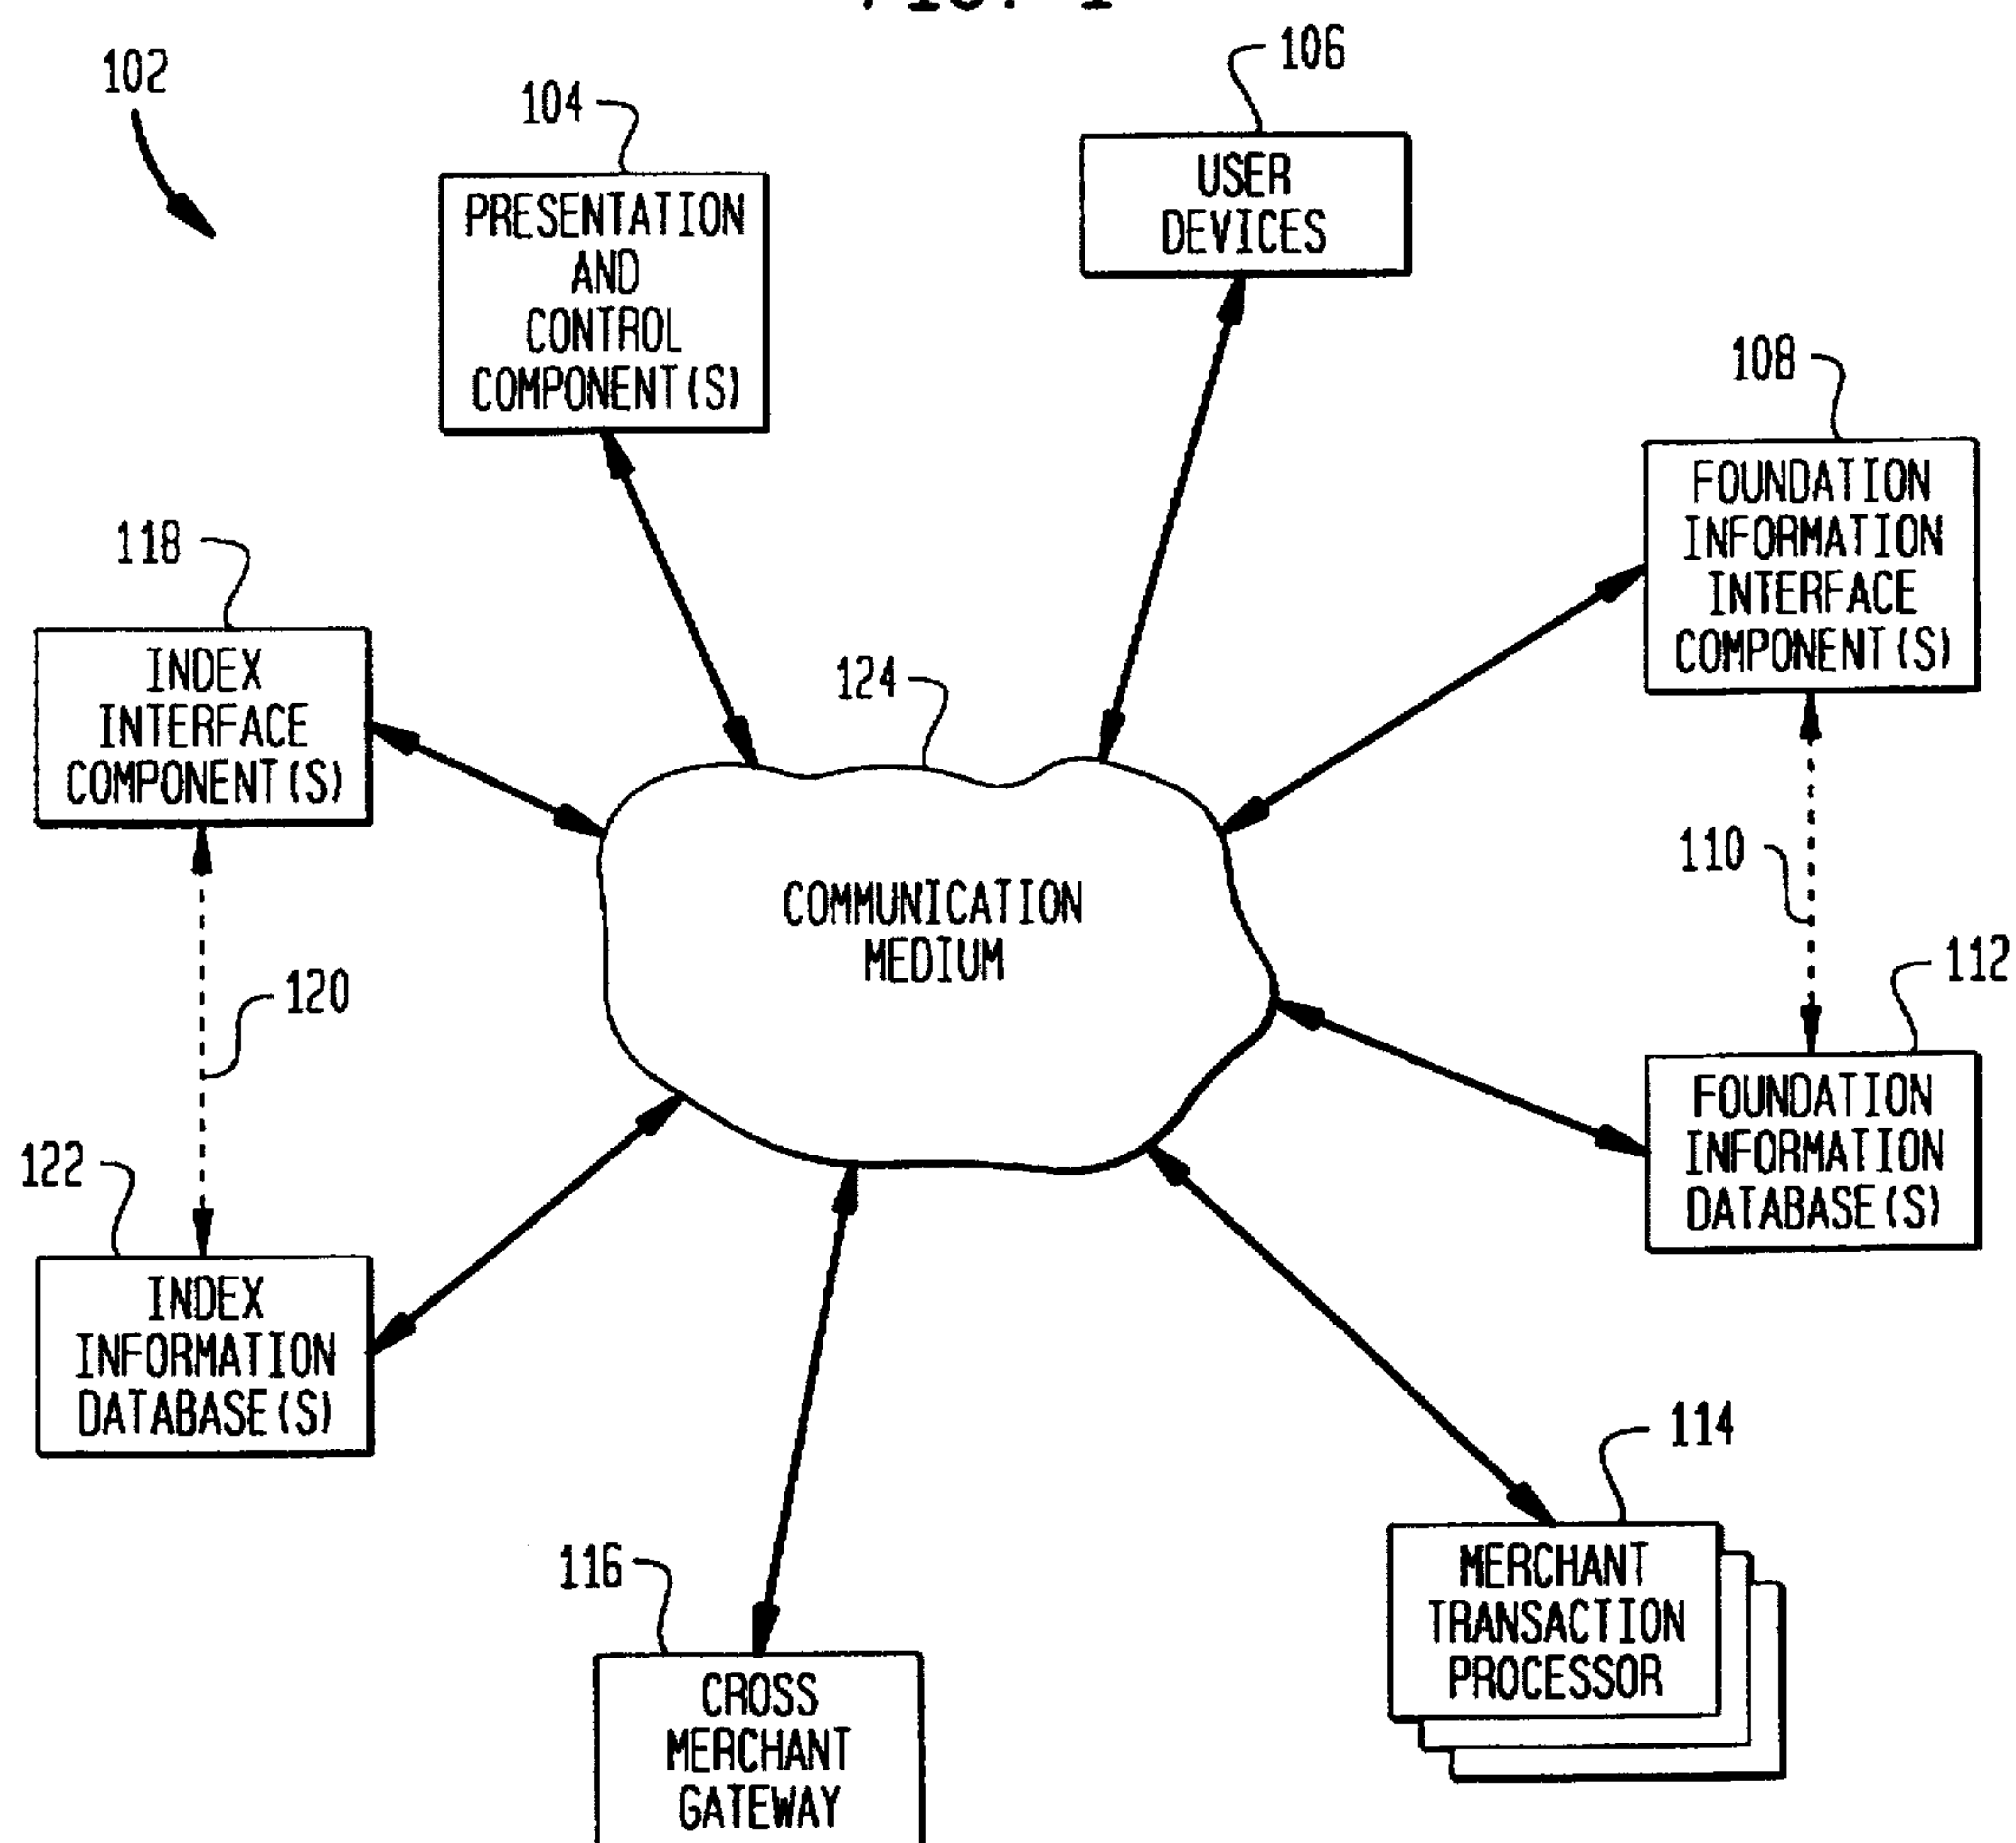 102
104
PRESENTATION
AND
CONTROL
COMPONENT(S)
106
USER
DEVICES
108
FOUNDATION
INFORMATION
INTERFACE
COMPONENT(S)
118
INDEX
INTERFACE
COMPONENT(S)
124
COMMUNICATION
MEDIUM
110
120
112
FOUNDATION
INFORMATION
DATABASE(S)
122
INDEX
INFORMATION
DATABASE(S)
114
MERCHANT
TRANSACTION
PROCESSOR
116
CROSS
MERCHANT
GATEWAY